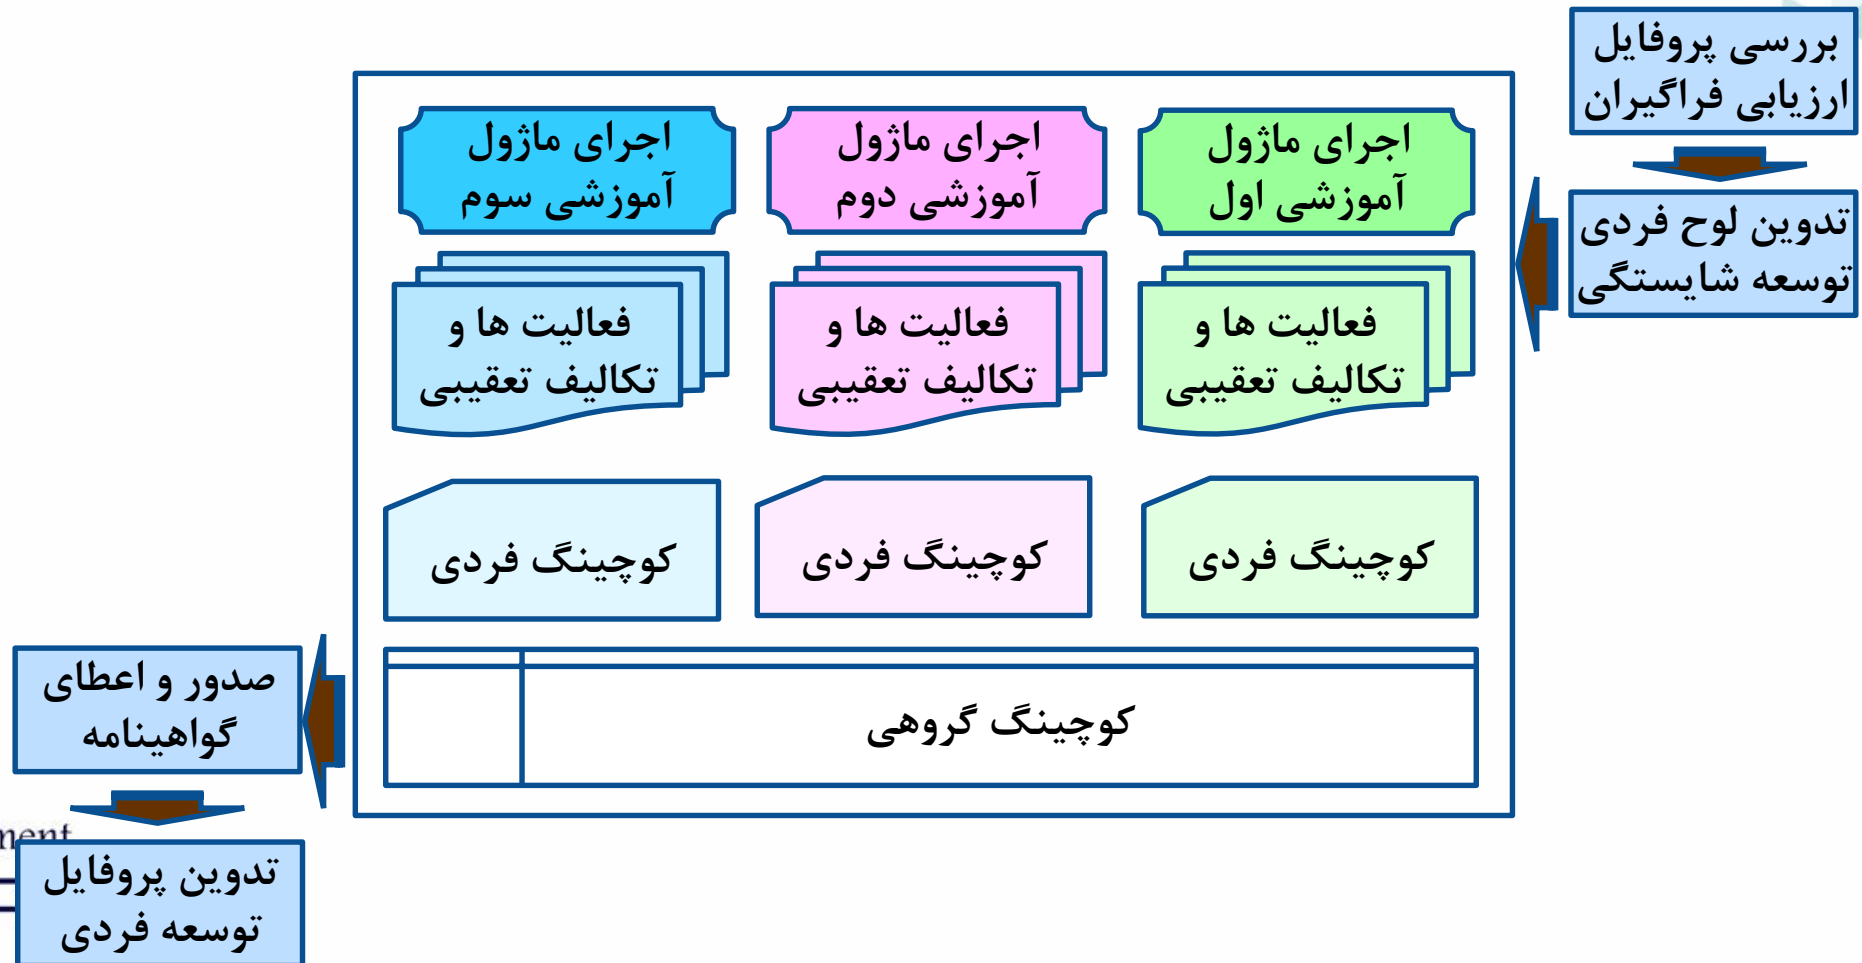 بررسی پروفایل
ارزیابی فراگیران
تدوین لوح فردی
توسعه شایستگی
اجرای ماژول
آموزشی اول
اجرای ماژول
آموزشی دوم
اجرای ماژول
آموزشی سوم
فعالیت ها و
تکالیف تعقیبی
فعالیت ها و
تکالیف تعقیبی
فعالیت ها و
تکالیف تعقیبی
کوچینگ فردی
کوچینگ فردی
کوچینگ فردی
کوچینگ گروهی
صدور و اعطای
گواهینامه
تدوین پروفایل
توسعه فردی